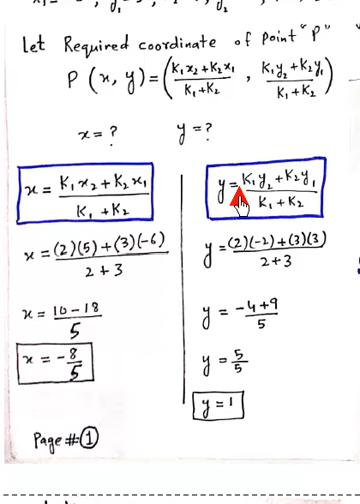 Let Required coordinate of Point "P"
P (x, y) = (K₁x₂+K₂x₁ / K₁+K₂ , K₁y₂+K₂y₁ / K₁+K₂)
x = ? y = ?
x = K₁x₂+K₂x₁ / K₁+K₂
x = (2)(5)+(3)(-6) / 2+3
x = 10-18 / 5
x = -8/5
y = K₁y₂+K₂y₁ / K₁+K₂
y = (2)(-2)+(3)(3) / 2+3
y = -4+9 / 5
y = 5/5
y = 1
Page # ①